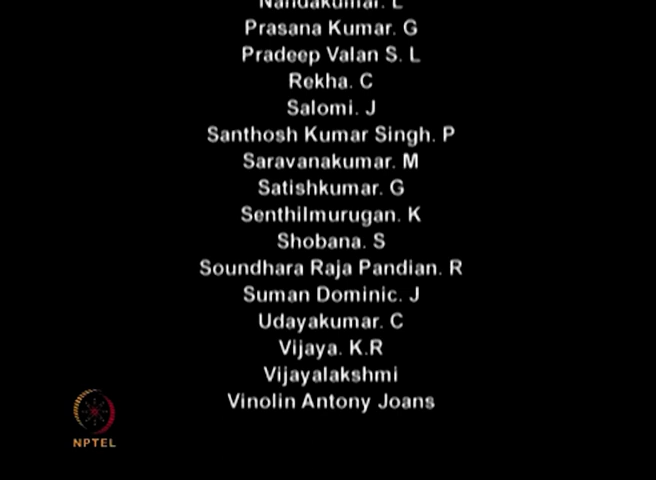 Nandakumar. L
Prasana Kumar. G
Pradeep Valan S. L
Rekha. C
Salomi. J
Santhosh Kumar Singh. P
Saravanakumar. M
Satishkumar. G
Senthilmurugan. K
Shobana. S
Soundhara Raja Pandian. R
Suman Dominic. J
Udayakumar. C
Vijaya. K.R
Vijayalakshmi
Vinolin Antony Joans
NPTEL